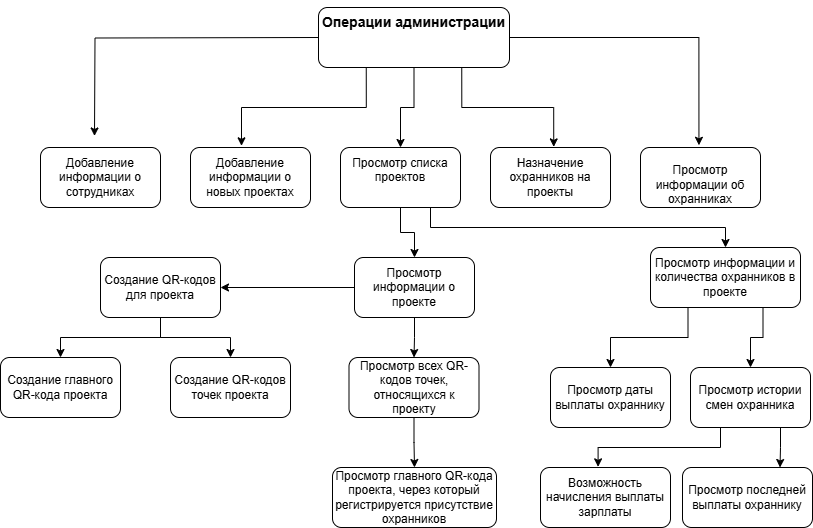 Операции администрации
Добавление
информации о
сотрудниках
Добавление
информации о
новых проектах
Просмотр списка
проектов
Назначение
охранников на
проекты
Просмотр
информации об
охранниках
Создание QR-кодов
для проекта
Просмотр
информации о
проекте
Просмотр информации и
количества охранников в
проекте
Создание главного
QR-кода проекта
Создание QR-кодов
точек проекта
Просмотр всех QR-
кодов точек,
относящихся к
проекту
Просмотр даты
выплаты охраннику
Просмотр истории
смен охранника
Просмотр главного QR-кода
проекта, через который
регистрируется присутствие
охранников
Возможность
начисления выплаты
зарплаты
Просмотр последней
выплаты охраннику